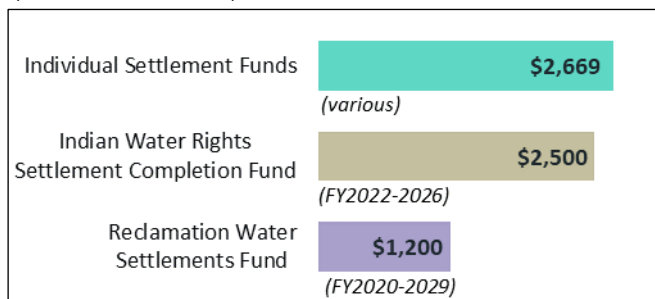 Individual Settlement Funds
$2,669
(various)
Indian Water Rights
Settlement Completion Fund
$2,500
(FY2022-2026)
Reclamation Water
Settlements Fund
$1,200
(FY2020-2029)